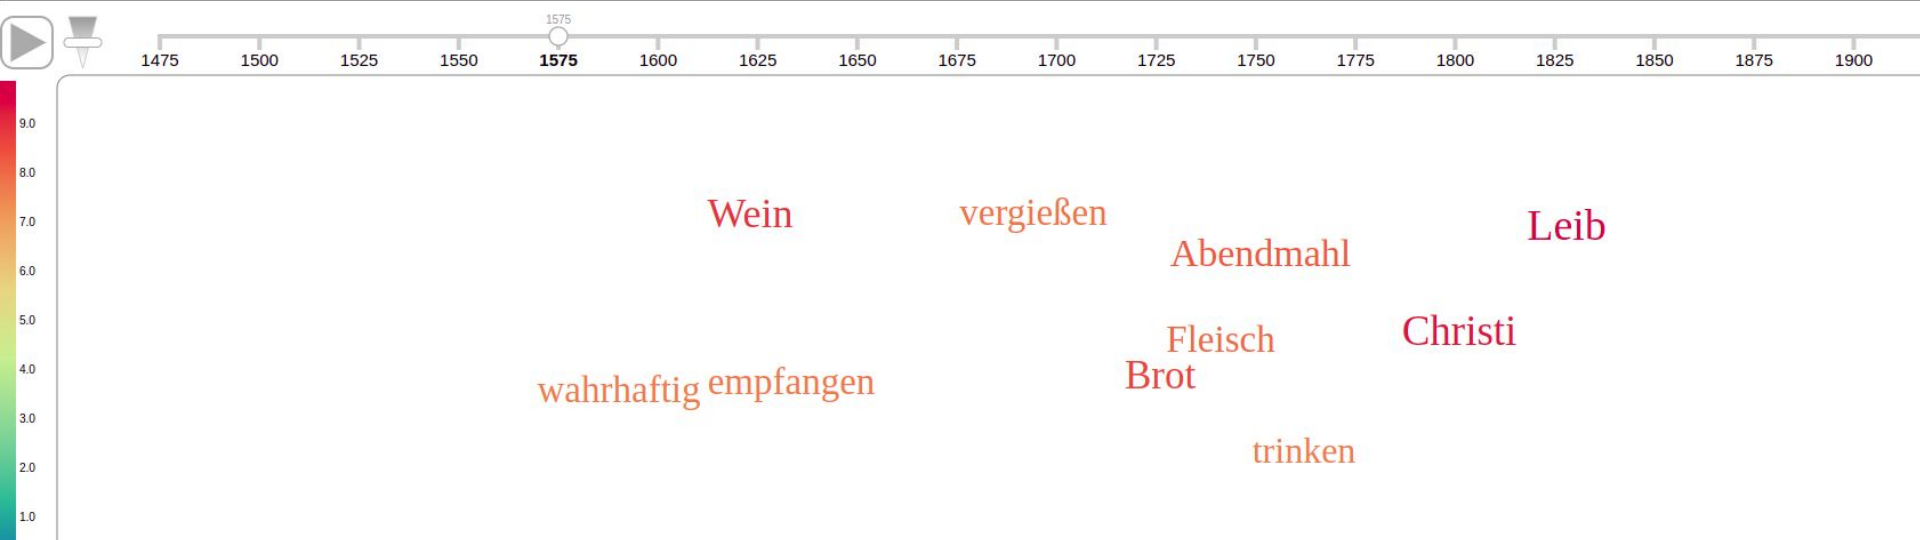 1575
1475 1500 1525 1550 1575 1600 1625 1650 1675 1700 1725 1750 1775 1800 1825 1850 1875 1900
9.0
8.0
7.0
6.0
5.0
4.0
3.0
2.0
1.0
Wein vergießen Leib
Abendmahl
Fleisch Christi
wahrhaftig empfangen Brot
trinken